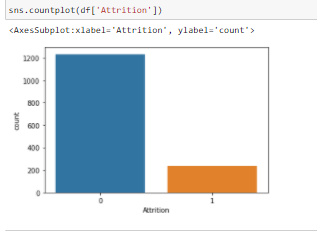 sns.countplot(df['Attrition'])
<AxesSubplot:xlabel='Attrition', ylabel='count'>
1200
1000
800
600
400
200
0
count
0 1
Attrition